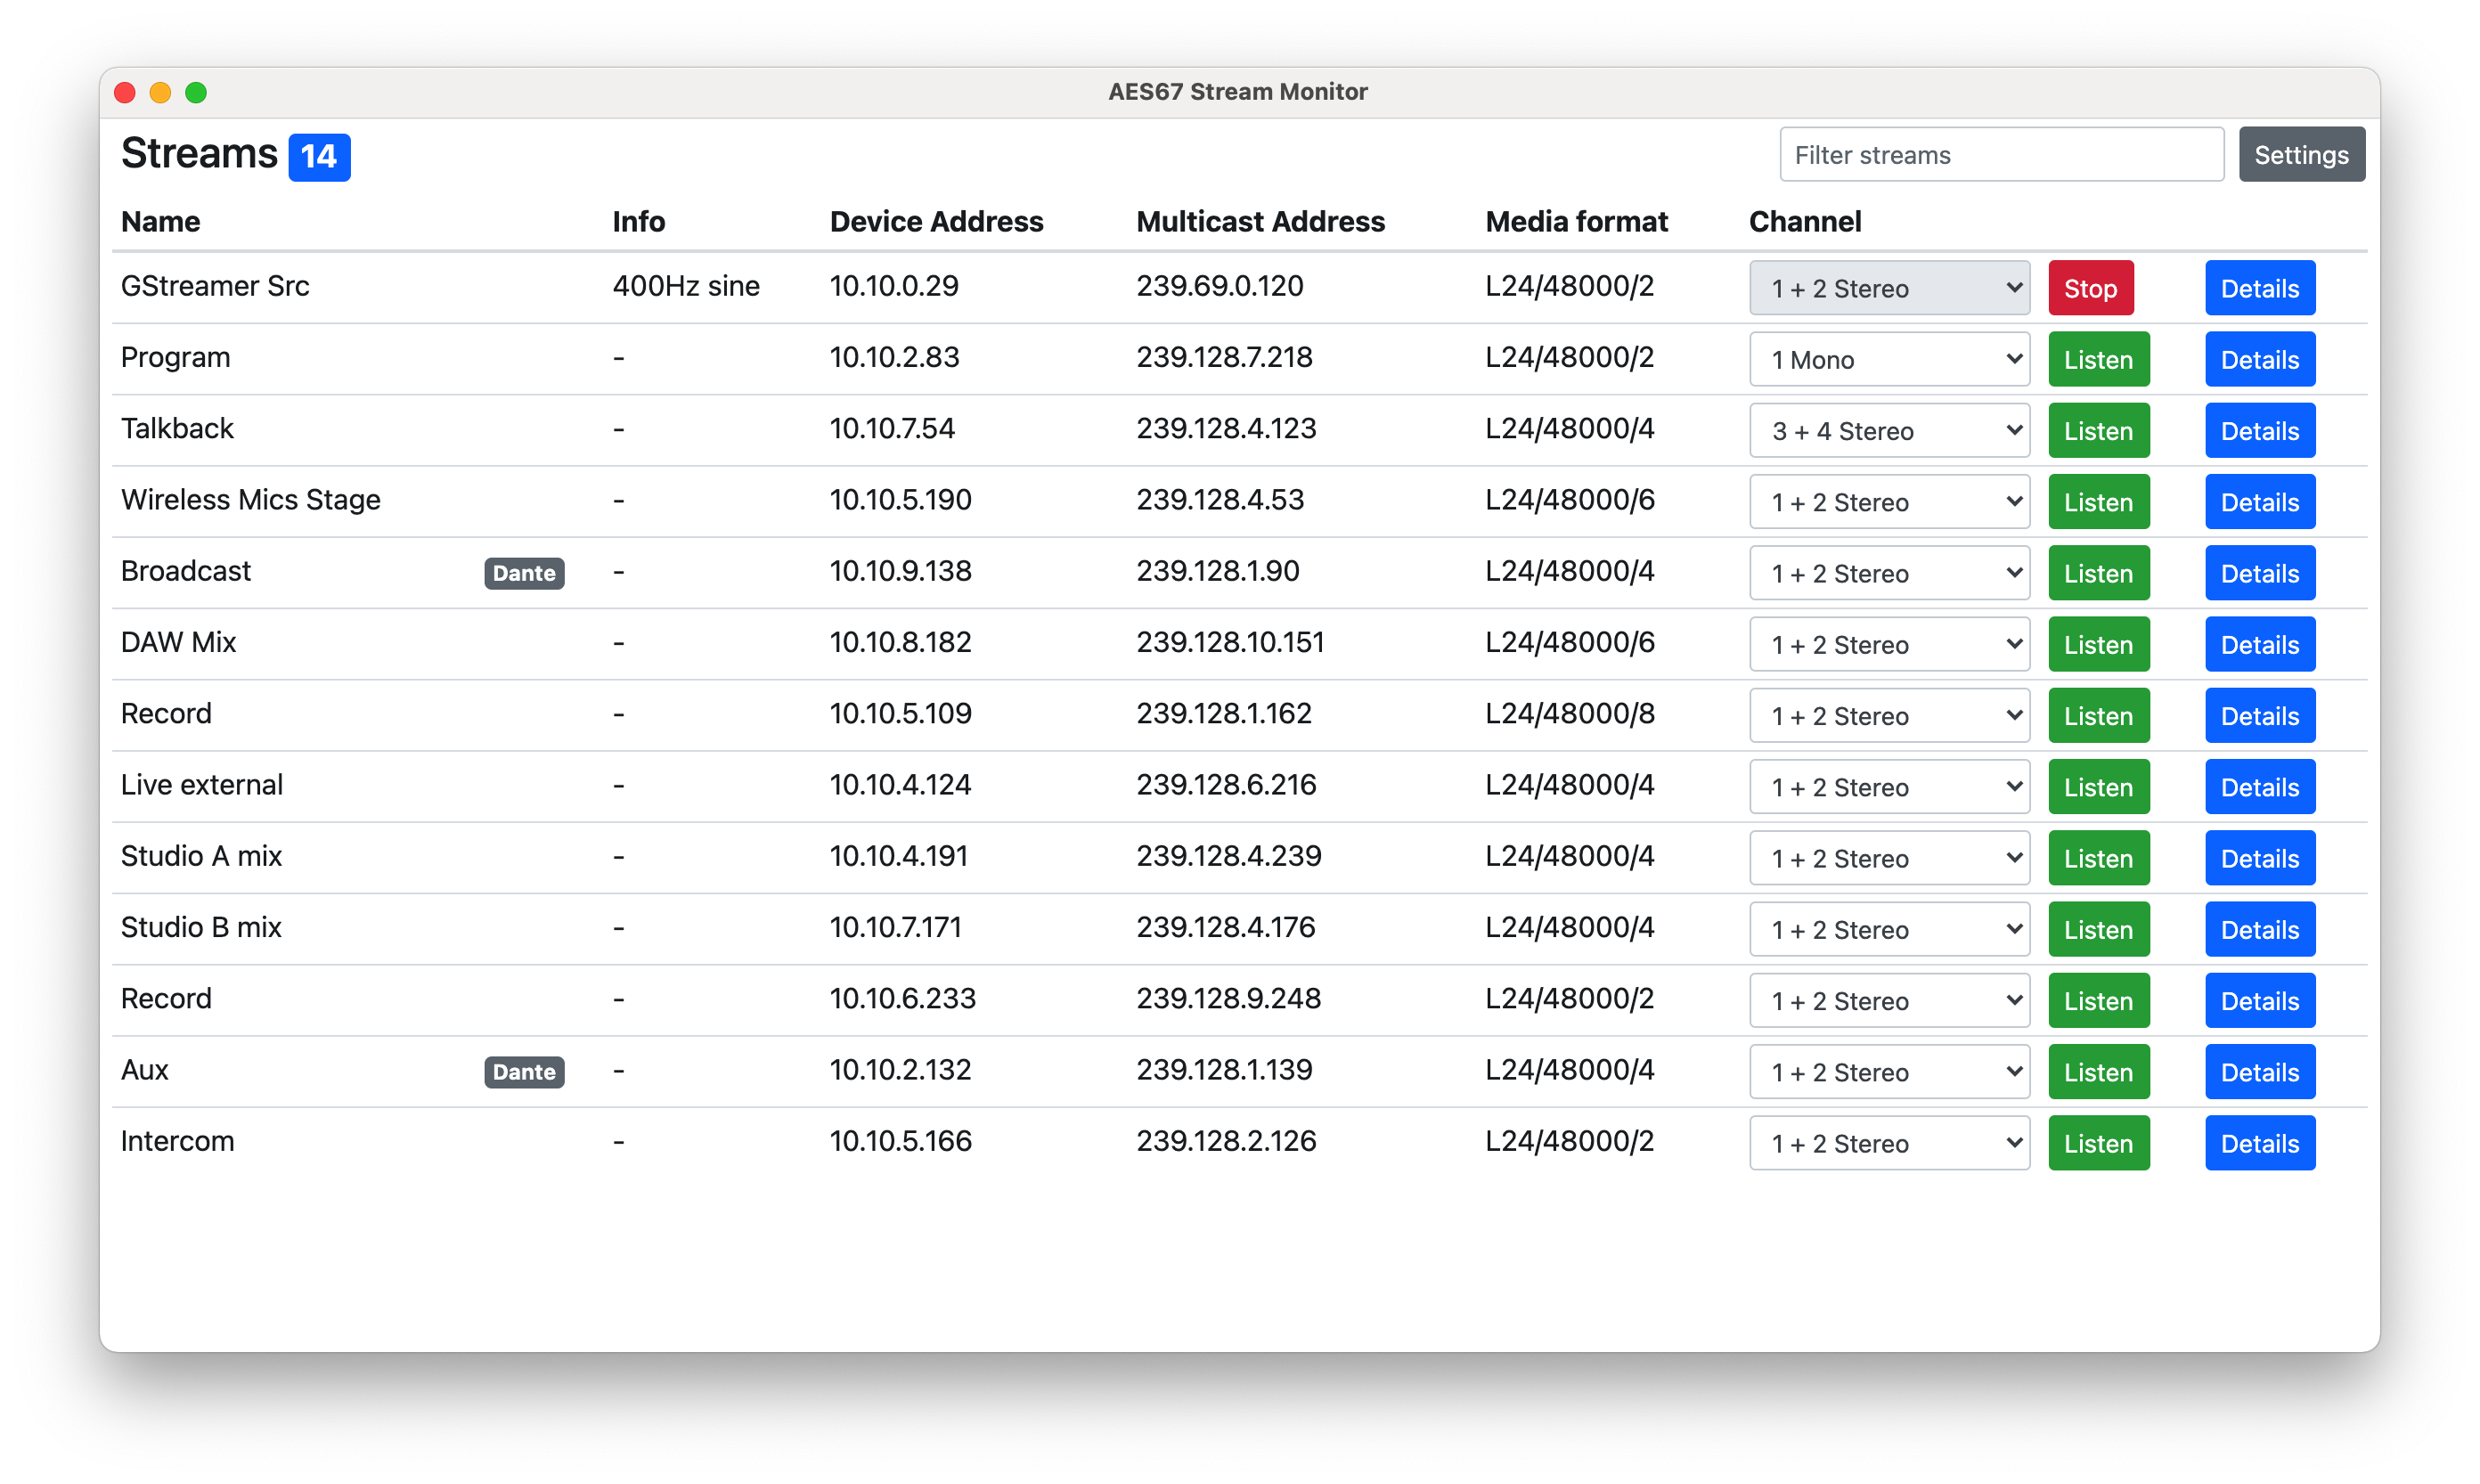 AES67 Stream Monitor
Streams 14 Filter streams Settings
Name Info Device Address Multicast Address Media format Channel
GStreamer Src 400Hz sine 10.10.0.29 239.69.0.120 L24/48000/2 1 + 2 Stereo Stop Details
Program - 10.10.2.83 239.128.7.218 L24/48000/2 1 Mono Listen Details
Talkback - 10.10.7.54 239.128.4.123 L24/48000/4 3 + 4 Stereo Listen Details
Wireless Mics Stage - 10.10.5.190 239.128.4.53 L24/48000/6 1 + 2 Stereo Listen Details
Broadcast Dante - 10.10.9.138 239.128.1.90 L24/48000/4 1 + 2 Stereo Listen Details
DAW Mix - 10.10.8.182 239.128.10.151 L24/48000/6 1 + 2 Stereo Listen Details
Record - 10.10.5.109 239.128.1.162 L24/48000/8 1 + 2 Stereo Listen Details
Live external - 10.10.4.124 239.128.6.216 L24/48000/4 1 + 2 Stereo Listen Details
Studio A mix - 10.10.4.191 239.128.4.239 L24/48000/4 1 + 2 Stereo Listen Details
Studio B mix - 10.10.7.171 239.128.4.176 L24/48000/4 1 + 2 Stereo Listen Details
Record - 10.10.6.233 239.128.9.248 L24/48000/2 1 + 2 Stereo Listen Details
Aux Dante - 10.10.2.132 239.128.1.139 L24/48000/4 1 + 2 Stereo Listen Details
Intercom - 10.10.5.166 239.128.2.126 L24/48000/2 1 + 2 Stereo Listen Details